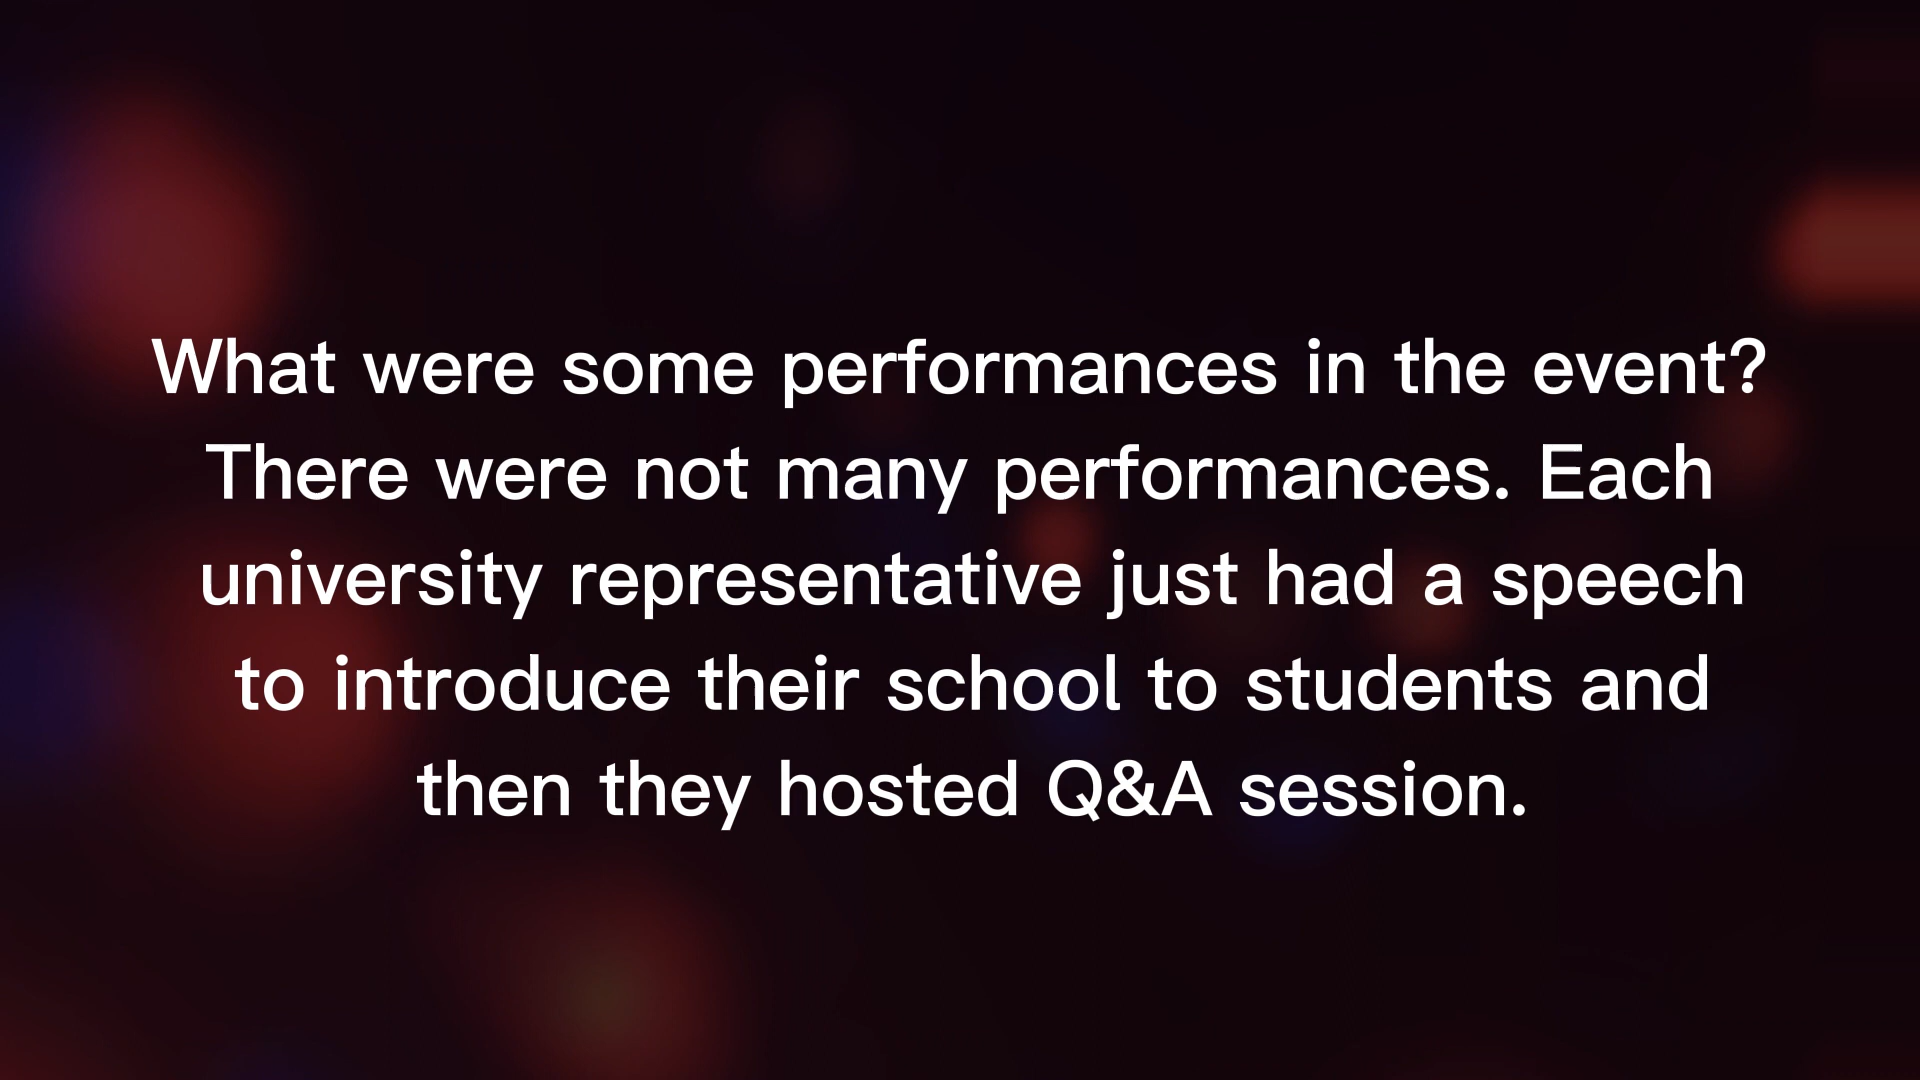 What were some performances in the event?
There were not many performances. Each
university representative just had a speech
to introduce their school to students and
then they hosted Q&A session.